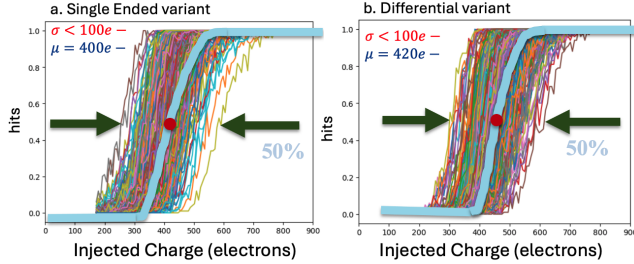 a. Single Ended variant
σ < 100e −
μ = 400e −
hits
1.0
0.8
0.6
0.4
0.2
0.0
50%
0 100 200 300 400 500 600 700 800 900
Injected Charge (electrons)
b. Differential variant
σ < 100e −
μ = 420e −
hits
1.0
0.8
0.6
0.4
0.2
0.0
50%
0 100 200 300 400 500 600 700 800 900
Injected Charge (electrons)